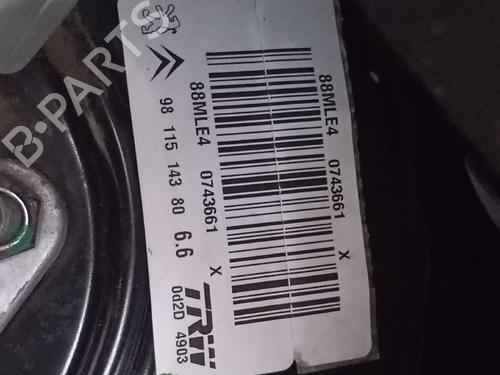 88MLE4 0743661 X
88MLE4 0743661 X
98 115 143 80 6.6
TRW
0d2D 4903
B-PARTS